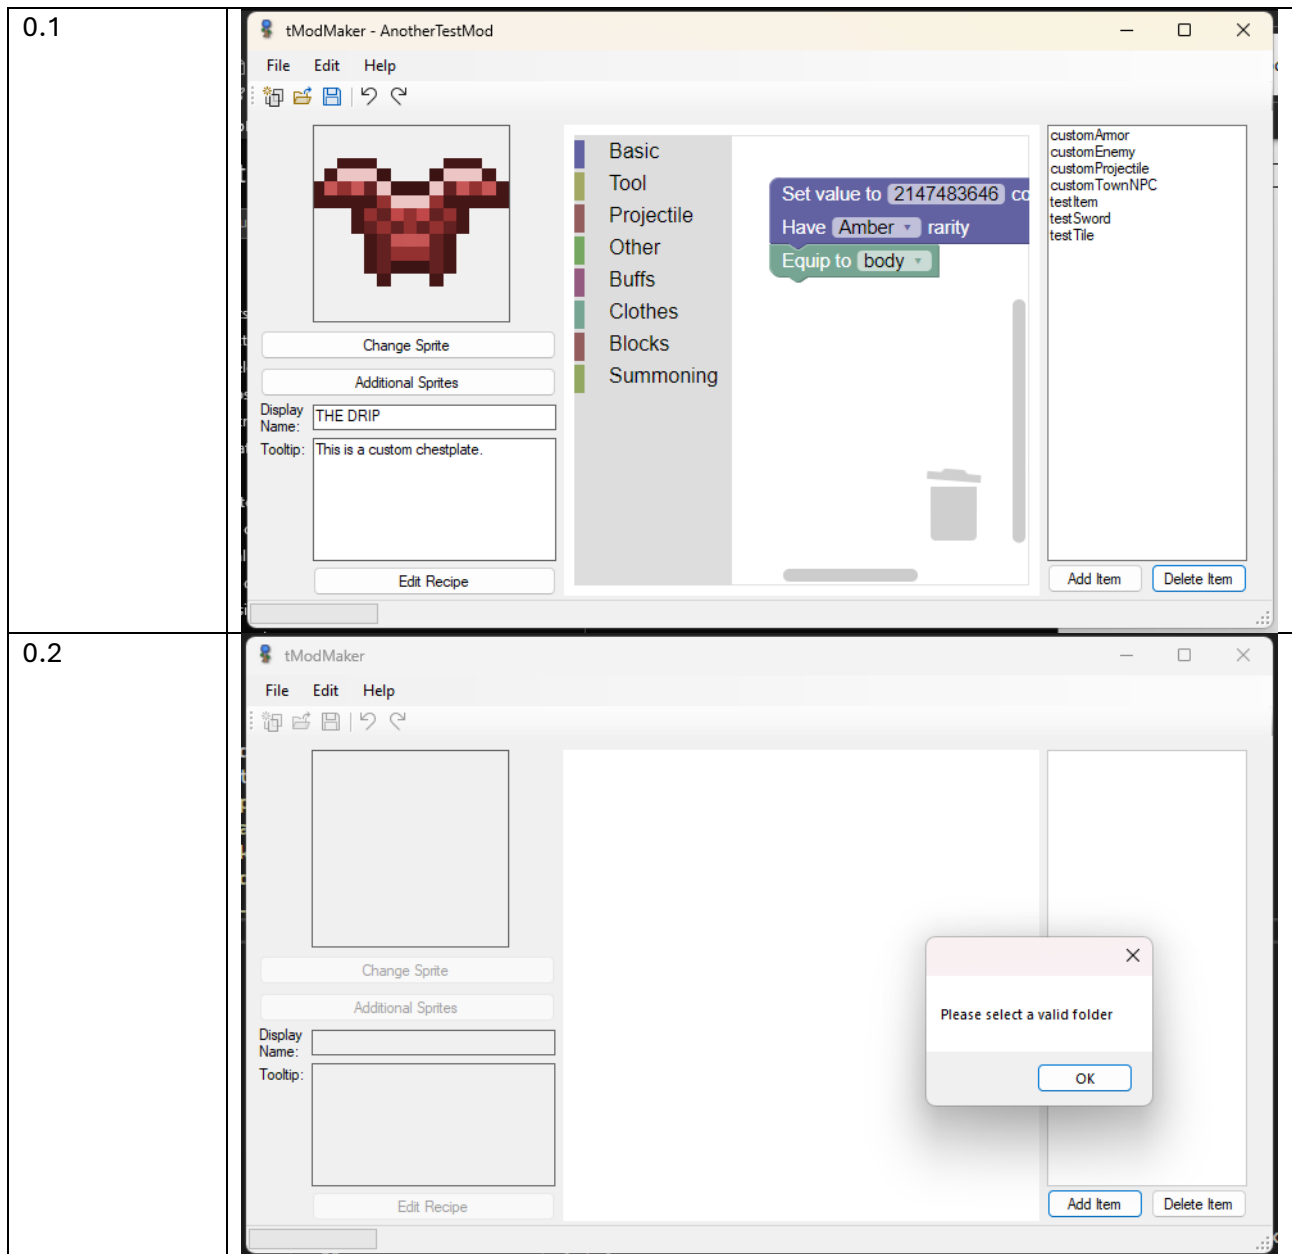 0.1
tModMaker - AnotherTestMod
File Edit Help
Change Sprite
Additional Sprites
Display
Name:
THE DRIP
Tooltip:
This is a custom chestplate.
Edit Recipe
Basic
Tool
Projectile
Other
Buffs
Clothes
Blocks
Summoning
Set value to 2147483646 co
Have Amber rarity
Equip to body
customArmor
customEnemy
customProjectile
customTownNPC
testItem
testSword
testTile
Add Item Delete Item
0.2
tModMaker
File Edit Help
Change Sprite
Additional Sprites
Display
Name:
Tooltip:
Edit Recipe
Please select a valid folder
OK
Add Item Delete Item